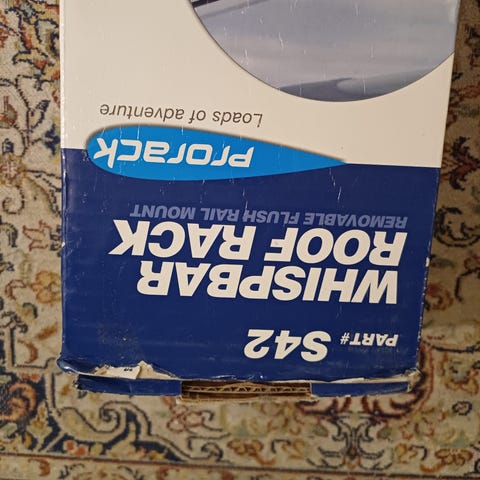 PART# S42
WHISPBAR
ROOF RACK
REMOVABLE FLUSH RAIL MOUNT
prorack
Loads of adventure